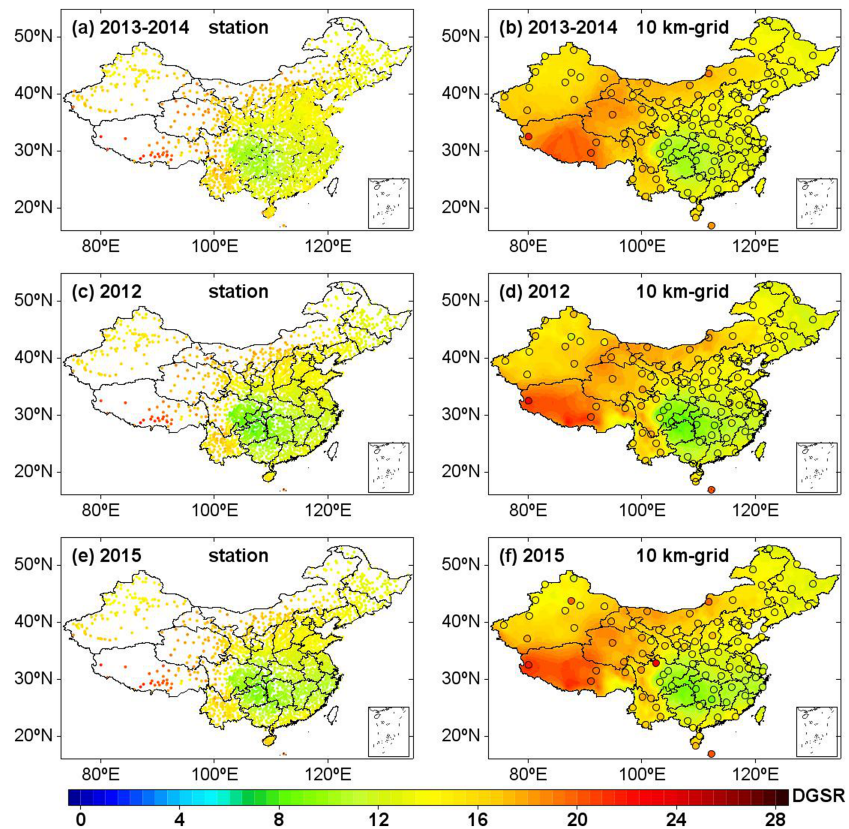 (a) 2013-2014 station
(b) 2013-2014 10 km-grid
50ºN
40ºN
30ºN
20ºN
80ºE 100ºE 120ºE
50ºN
40ºN
30ºN
20ºN
80ºE 100ºE 120ºE
(c) 2012 station
(d) 2012 10 km-grid
50ºN
40ºN
30ºN
20ºN
80ºE 100ºE 120ºE
50ºN
40ºN
30ºN
20ºN
80ºE 100ºE 120ºE
(e) 2015 station
(f) 2015 10 km-grid
50ºN
40ºN
30ºN
20ºN
80ºE 100ºE 120ºE
50ºN
40ºN
30ºN
20ºN
80ºE 100ºE 120ºE
DGSR
0 4 8 12 16 20 24 28